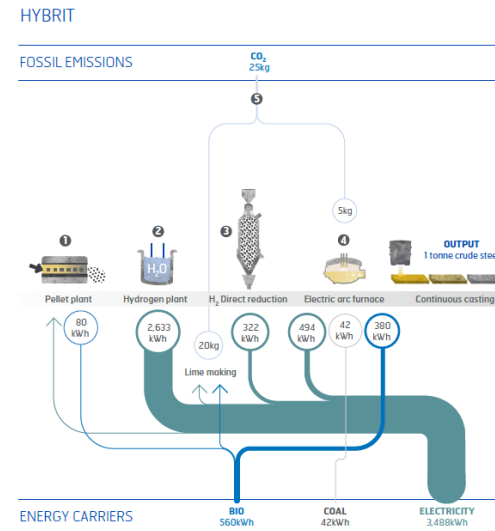 HYBRIT
FOSSIL EMISSIONS
CO₂
25kg
5
5kg
1
2
3
4
H₂O
OUTPUT
1 tonne crude stee
Pellet plant
Hydrogen plant
H₂ Direct reduction
Electric arc furnace
Continuous casting
80
kWh
2,633
kWh
20kg
322
kWh
494
kWh
42
kWh
380
kWh
Lime making
ENERGY CARRIERS
BIO
560kWh
COAL
42kWh
ELECTRICITY
3,488kWh